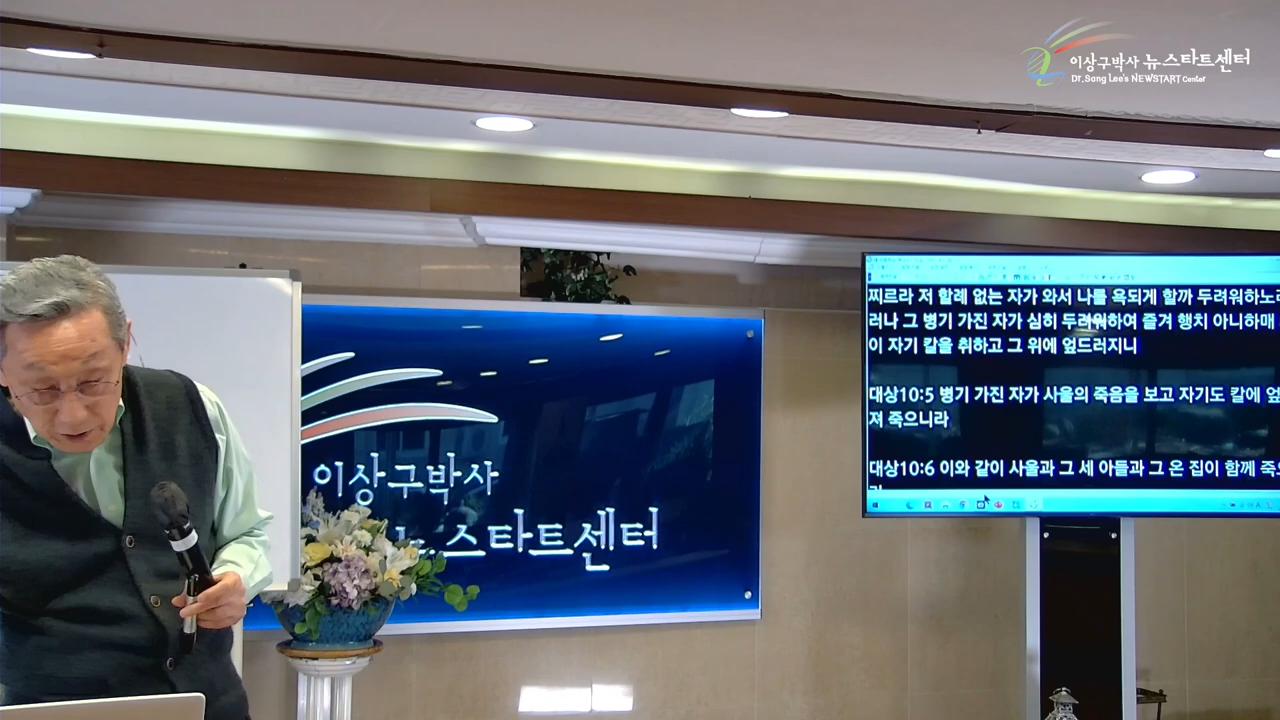 이상구박사 뉴스타트센터
Dr. Sang Lee's NEWSTART Center
찌르라 저 할례 없는 자가 와서 나를 욕되게 할까 두려워하노라
러나 그 병기 가진 자가 심히 두려워하여 즐겨 행치 아니하매
이 자기 칼을 취하고 그 위에 엎드러지니
대상10:5 병기 가진 자가 사울의 죽음을 보고 자기도 칼에 엎
져 죽으니라
대상10:6 이와 같이 사울과 그 세 아들과 그 온 집이 함께 죽으
이상구박사
스타트센터